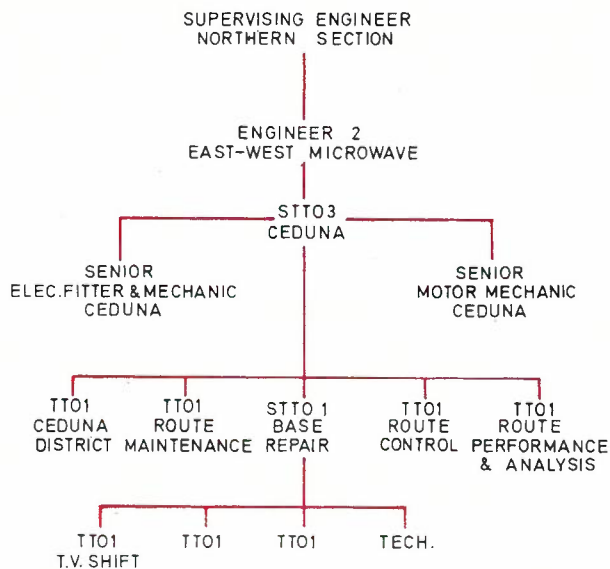 SUPERVISING ENGINEER
NORTHERN SECTION
ENGINEER 2
EAST-WEST MICROWAVE
STTO3
CEDUNA
SENIOR
ELEC.FITTER & MECHANIC
CEDUNA
SENIOR
MOTOR MECHANIC
CEDUNA
TTO1
CEDUNA
DISTRICT
TTO1
ROUTE
MAINTENANCE
STTO 1
BASE
REPAIR
TTO1
ROUTE
CONTROL
TTO1
ROUTE
PERFORMANCE
& ANALYSIS
TTO1
T.V. SHIFT
TTO1
TTO1
TECH.